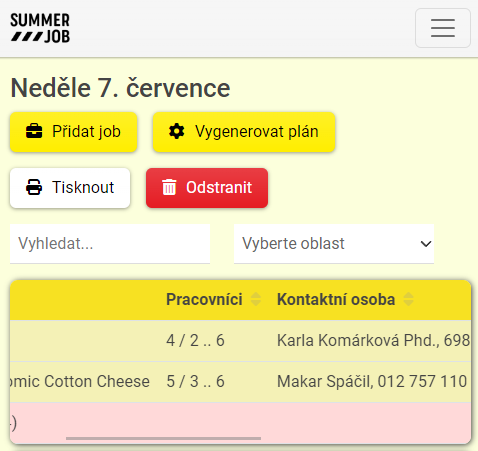 SUMMER
JOB
Neděle 7. července
Přidat job
Vygenerovat plán
Tisknout
Odstranit
Vyhledat...
Vyberte oblast
Pracovníci
Kontaktní osoba
4 / 2 .. 6
Karla Komárková Phd., 698
omic Cotton Cheese
5 / 3 .. 6
Makar Spáčil, 012 757 110
)